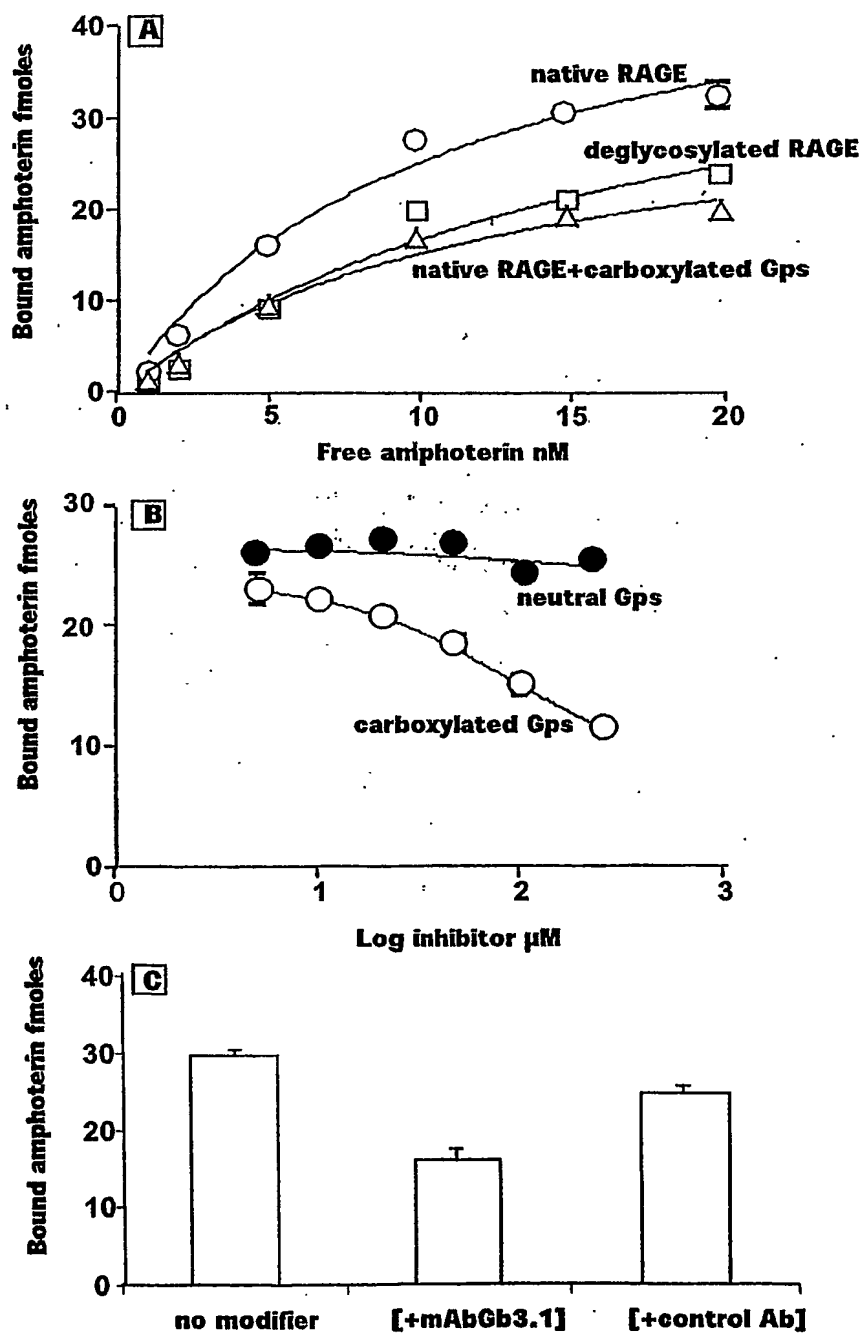 A
40
30
20
10
0
Bound amphoterin fmoles
native RAGE
deglycosylated RAGE
native RAGE+carboxylated Gps
0 5 10 15 20
Free amphoterin nM
B
30
20
10
0
Bound amphoterin fmoles
neutral Gps
carboxylated Gps
0 1 2 3
Log inhibitor µM
C
40
30
20
10
0
Bound amphoterin fmoles
no modifier [+mAbGb3.1] [+control Ab]